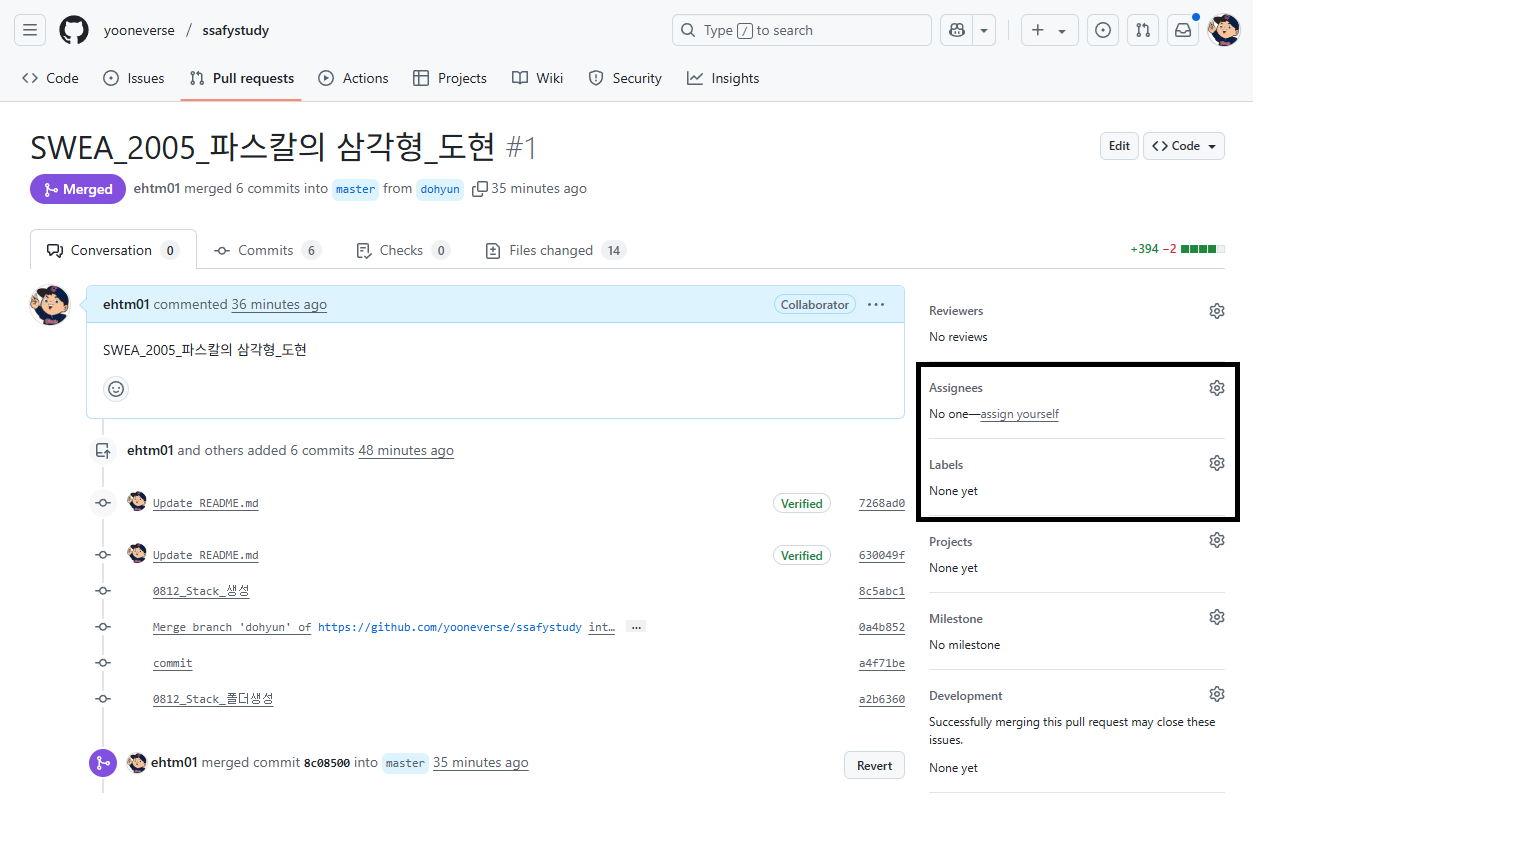 yooneverse / ssafystudy
Type / to search
Code
Issues
Pull requests
Actions
Projects
Wiki
Security
Insights
SWEA_2005_파스칼의 삼각형_도현 #1
Edit
Code
Merged
ehtm01 merged 6 commits into master from dohyun 35 minutes ago
Conversation 0
Commits 6
Checks 0
Files changed 14
+394 −2
ehtm01 commented 36 minutes ago
Collaborator
SWEA_2005_파스칼의 삼각형_도현
ehtm01 and others added 6 commits 48 minutes ago
Update README.md Verified 7268ad0
Update README.md Verified 630049f
0812_Stack_생성 8c5abc1
Merge branch 'dohyun' of https://github.com/yooneverse/ssafystudy int… … 0a4b852
commit a4f71be
0812_Stack_폴더생성 a2b6360
ehtm01 merged commit 8c08500 into master 35 minutes ago
Revert
Reviewers
No reviews
Assignees
No one—assign yourself
Labels
None yet
Projects
None yet
Milestone
No milestone
Development
Successfully merging this pull request may close these
issues.
None yet